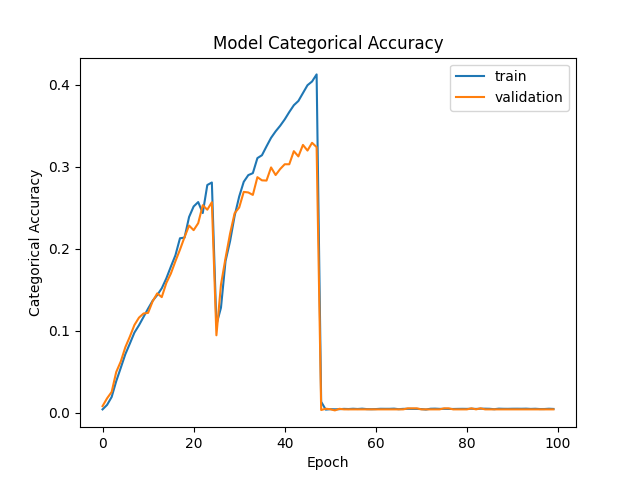 Model Categorical Accuracy
train
validation
Categorical Accuracy
0.4
0.3
0.2
0.1
0.0
0 20 40 60 80 100
Epoch